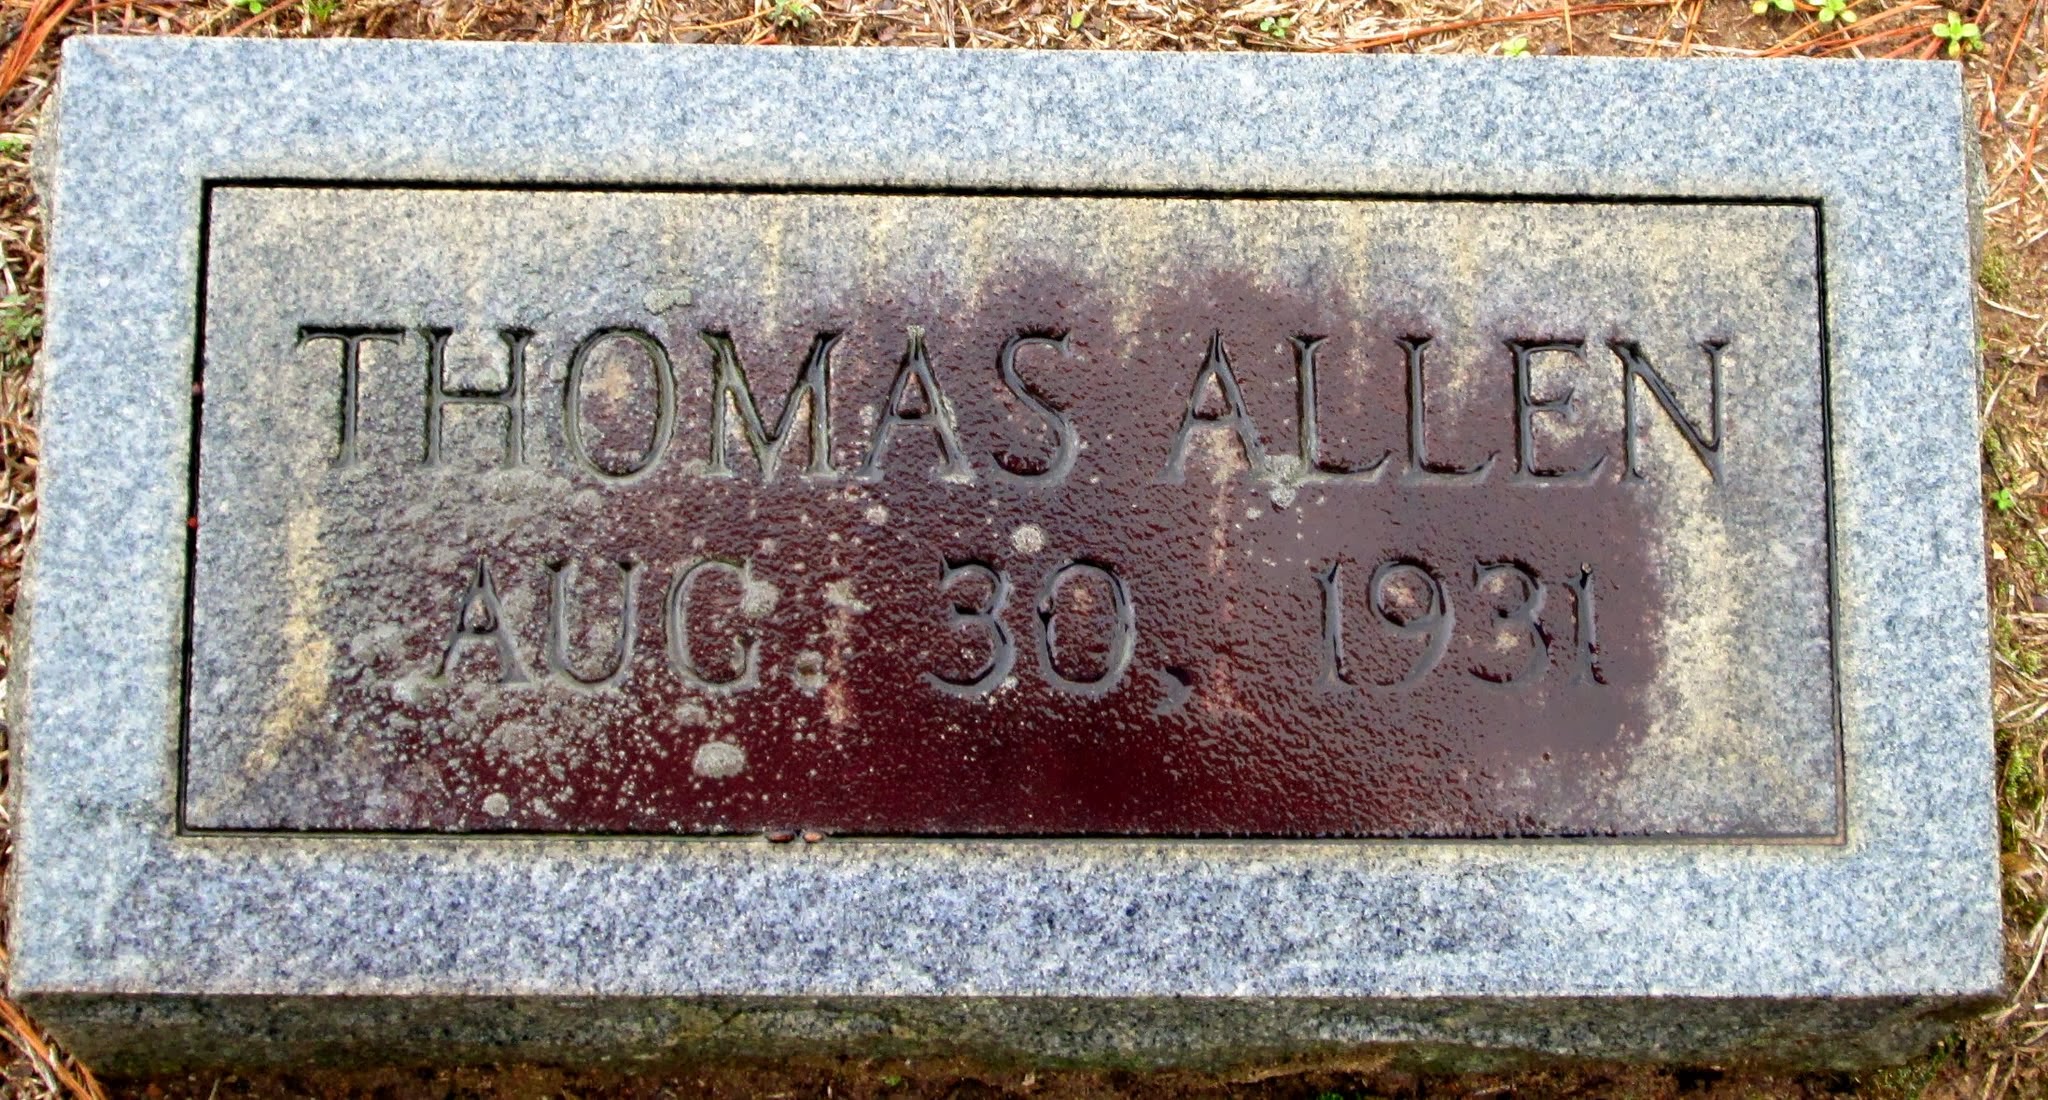 THOMAS ALLEN
AUG. 30, 1931